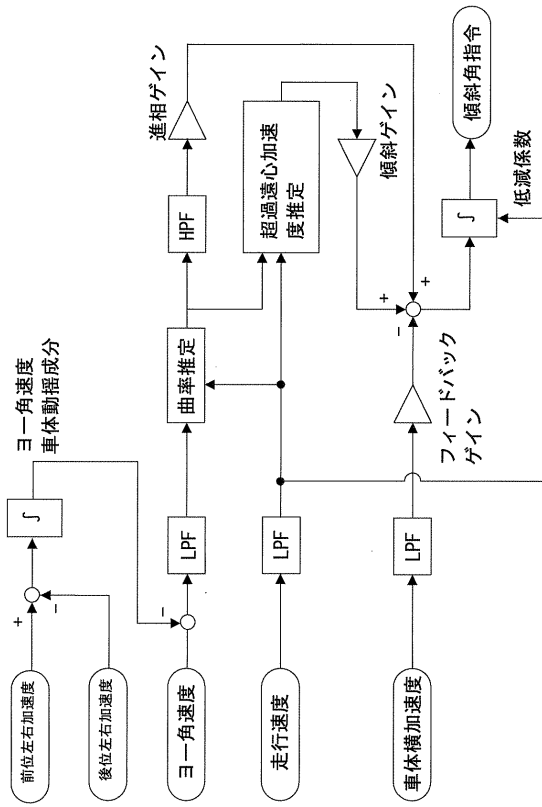 前位左右加速度
後位左右加速度
ヨー角速度
走行速度
車体横加速度
+
−
∫
ヨー角速度
車体動揺成分
−
LPF
LPF
LPF
曲率推定
HPF
進相ゲイン
超過遠心加速
度推定
傾斜ゲイン
フィードバック
ゲイン
−
+
+
∫
低減係数
傾斜角指令